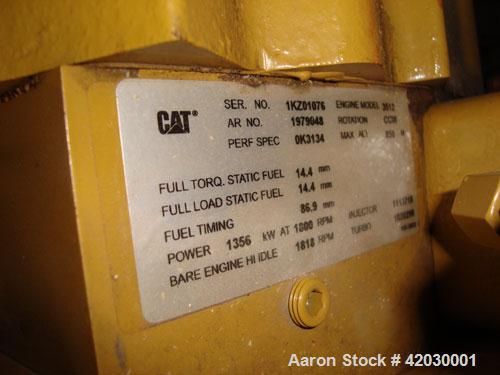 CAT®
SER. NO. 1KZ01076 ENGINE MODEL 3512
AR NO. 1979048 ROTATION CCW
PERF SPEC 0K3134 MAX ALT 850 M
FULL TORQ. STATIC FUEL 14.4 mm
FULL LOAD STATIC FUEL 14.4 mm
FUEL TIMING 86.9 mm
POWER 1356 kW AT 1800 RPM INJECTOR
BARE ENGINE HI IDLE 1818 RPM TURBO
Aaron Stock # 42030001